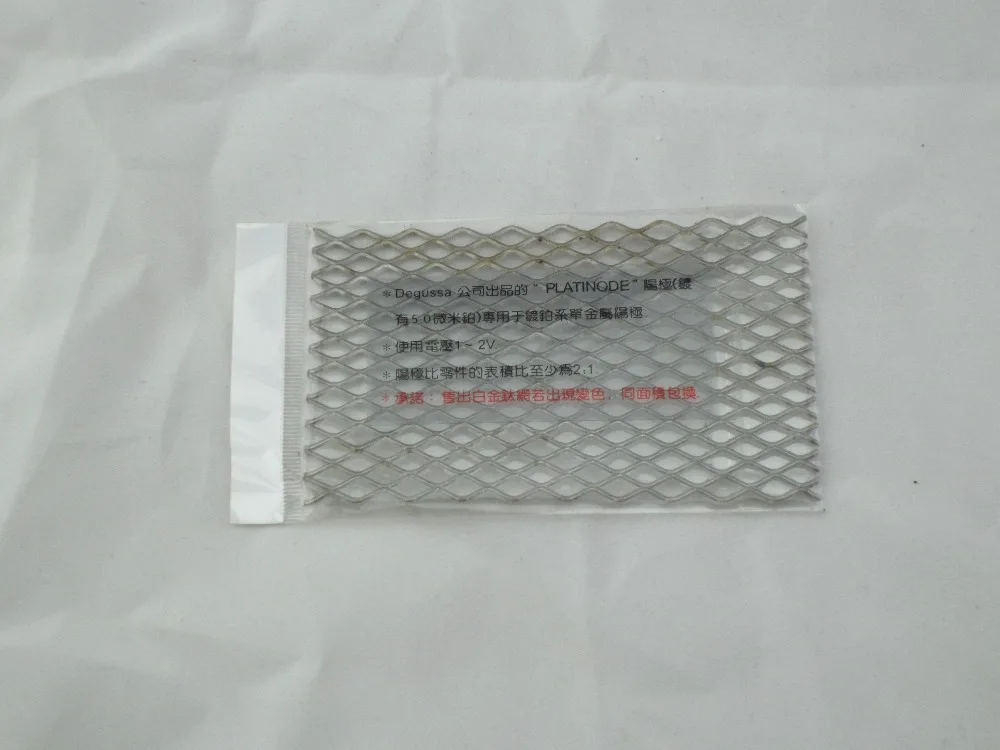 ＊Degussa 公司出品的“PLATINODE”陽極(鍍
有50微米鉑)專用于鍍鉑系單金屬陽極.
＊使用電壓1~2V
＊陽極比零件的表積比至少為2:1
＊承諾：售出白金鈦網若出現變色，同面積包換